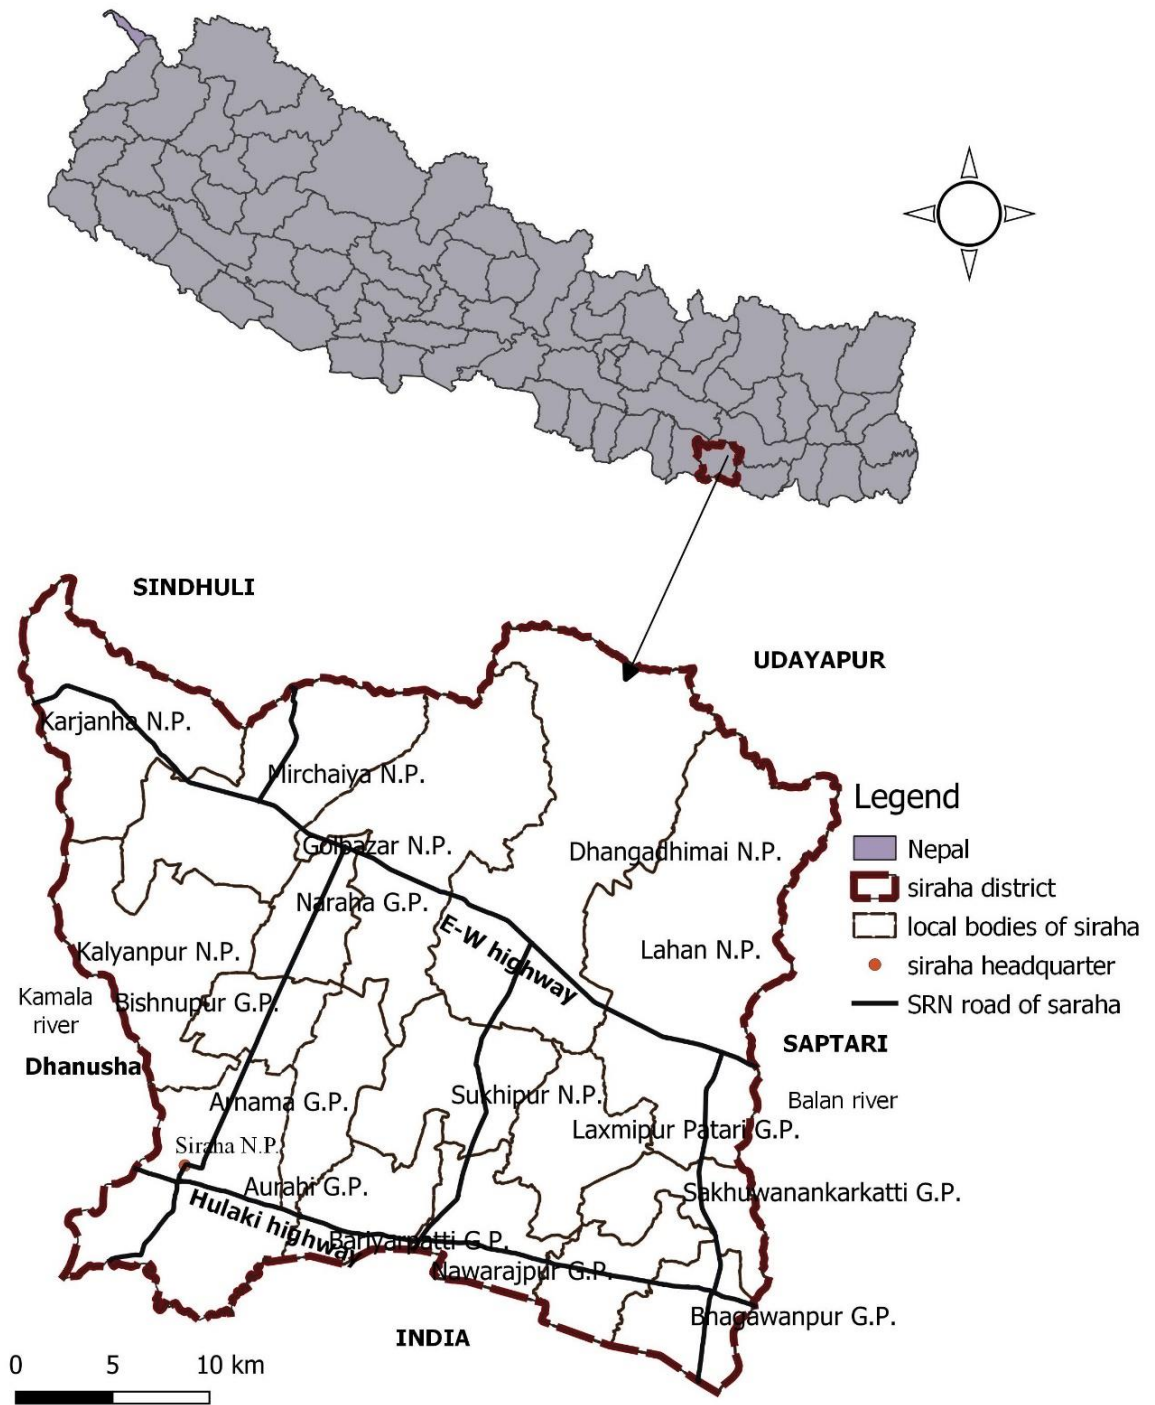 SINDHULI
UDAYAPUR
Karjanha N.P.
Mirchaiya N.P.
Legend
Golbazar N.P.
Dhangadhimai N.P.
Nepal
siraha district
Naraha G.P.
E-W highway
local bodies of siraha
Kalyanpur N.P.
Lahan N.P.
siraha headquarter
Kamala
river
Bishnupur G.P.
SRN road of saraha
SAPTARI
Dhanusha
Arnama G.P.
Sukhipur N.P.
Balan river
Siraha N.P.
Laxmipur Patari G.P.
Aurahi G.P.
Sakhuwanankarkatti G.P.
Hulaki highway
Bariyarpatti G.P.
Nawarajpur G.P.
Bhagawanpur G.P.
INDIA
0 5 10 km